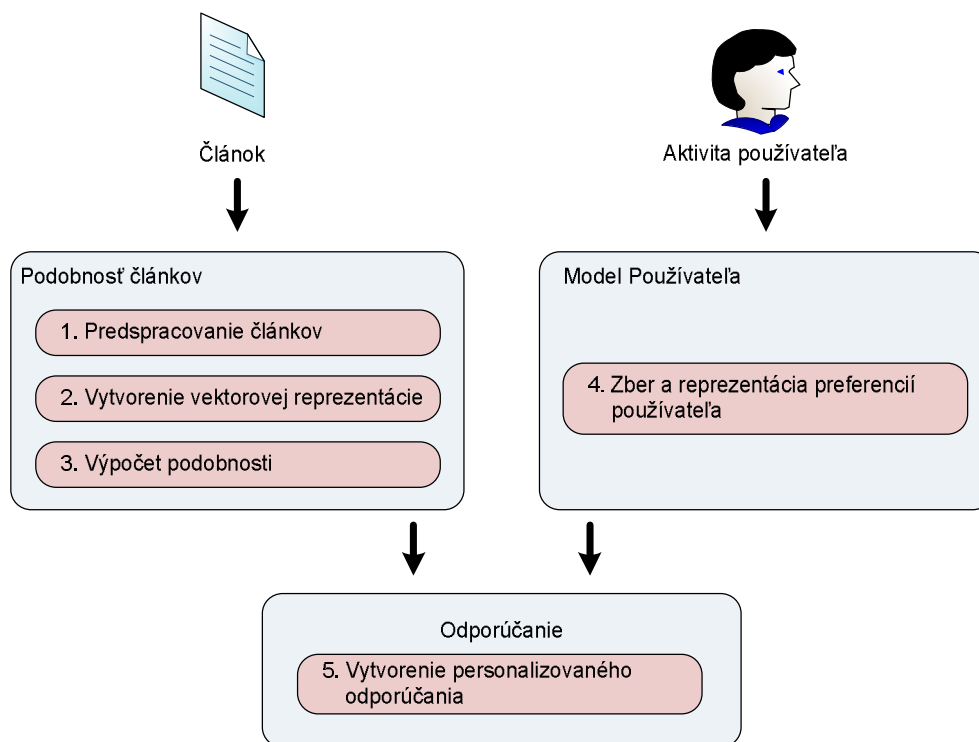 Článok
Aktivita používateľa
Podobnosť článkov
1. Predspracovanie článkov
2. Vytvorenie vektorovej reprezentácie
3. Výpočet podobnosti
Model Používateľa
4. Zber a reprezentácia preferencií
používateľa
Odporúčanie
5. Vytvorenie personalizovaného
odporúčania